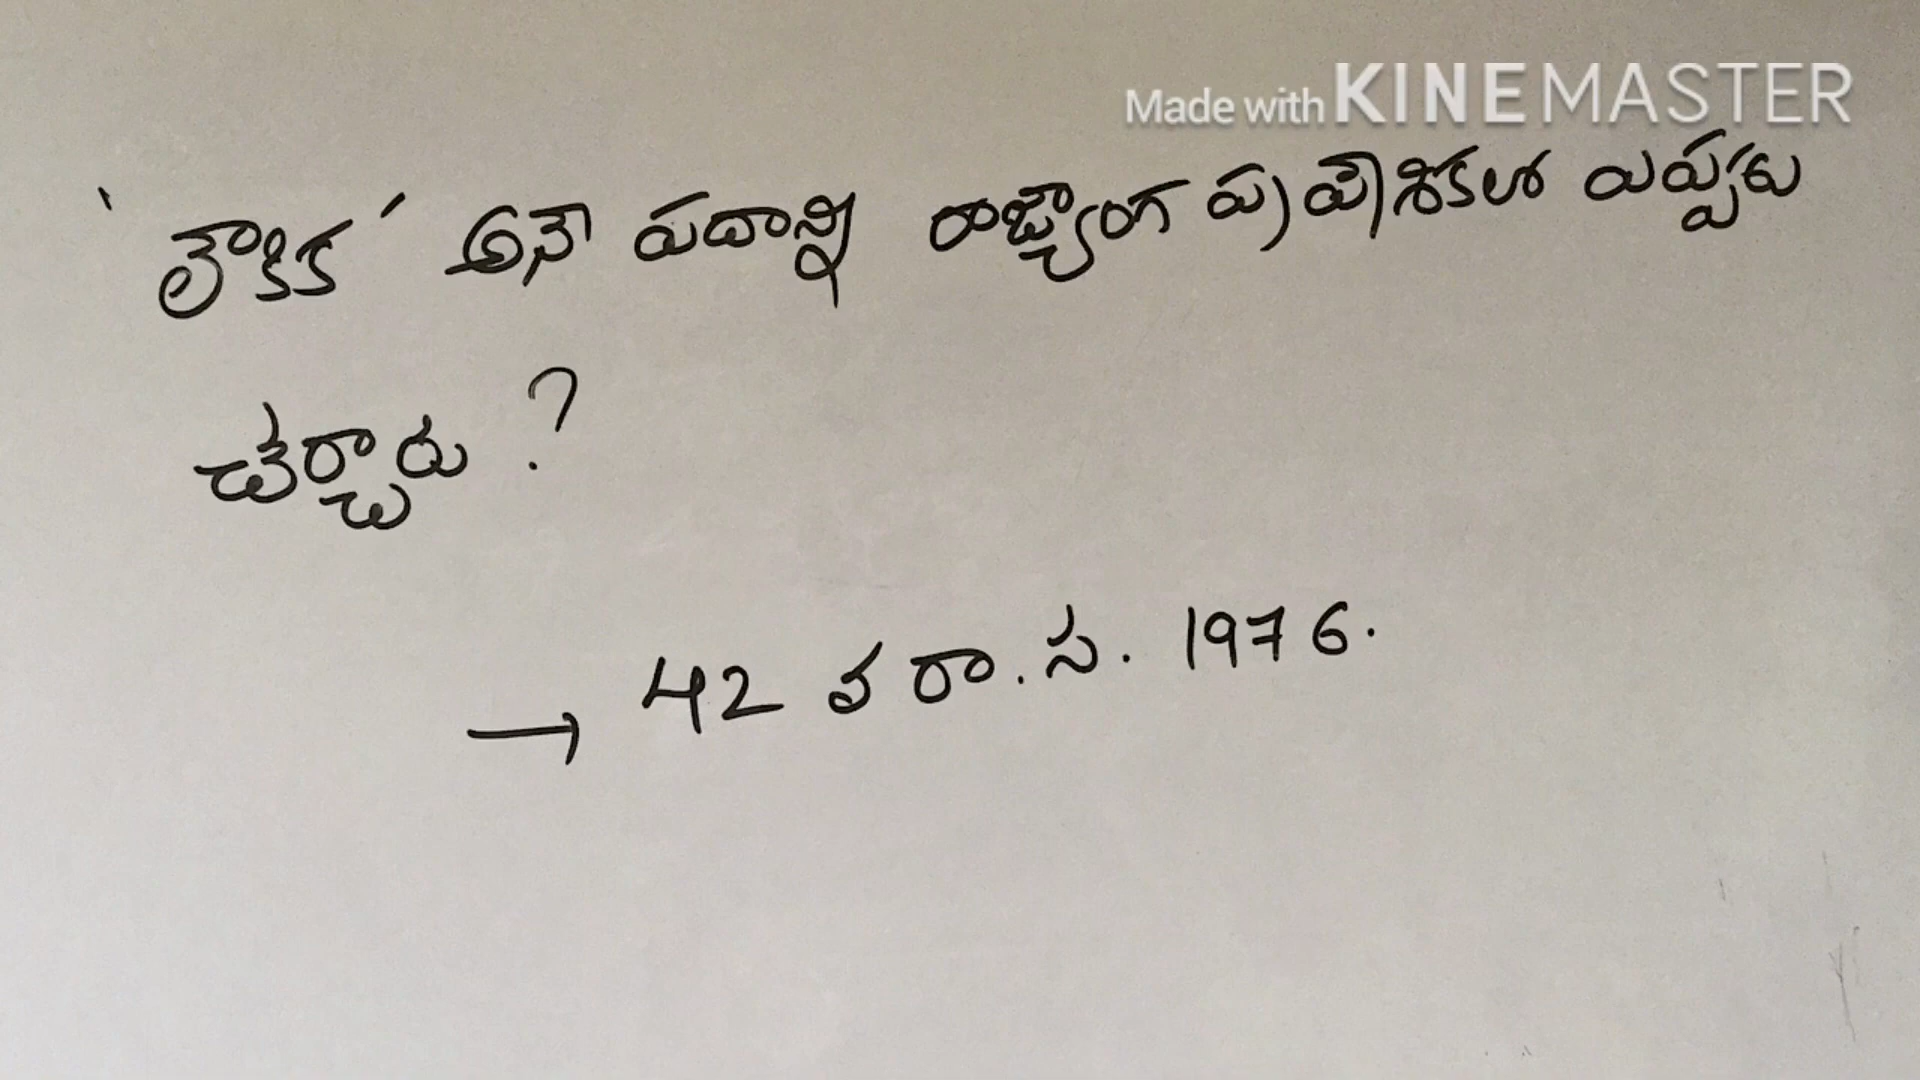 Made with KINEMASTER
'లౌకిక' అనే పదాన్ని రాజ్యాంగ ప్రవేశికలో ఎప్పుడు
చేర్చారు ?
→ 42 వ రా.స. 1976.